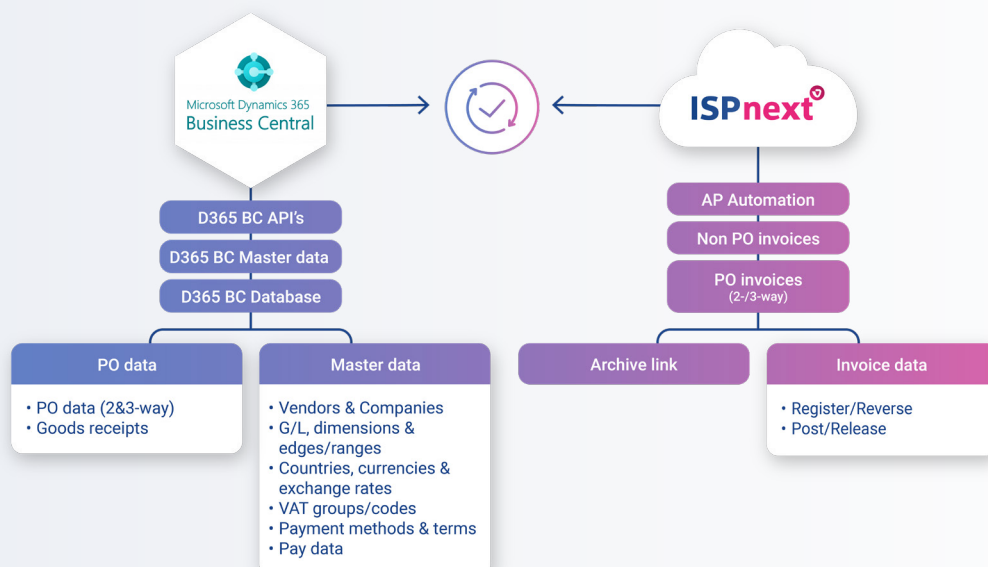 Microsoft Dynamics 365
Business Central
ISPnext
D365 BC API's
D365 BC Master data
D365 BC Database
AP Automation
Non PO invoices
PO invoices
(2-/3-way)
PO data
• PO data (2&3-way)
• Goods receipts
Master data
• Vendors & Companies
• G/L, dimensions &
edges/ranges
• Countries, currencies &
exchange rates
• VAT groups/codes
• Payment methods & terms
• Pay data
Archive link
Invoice data
• Register/Reverse
• Post/Release